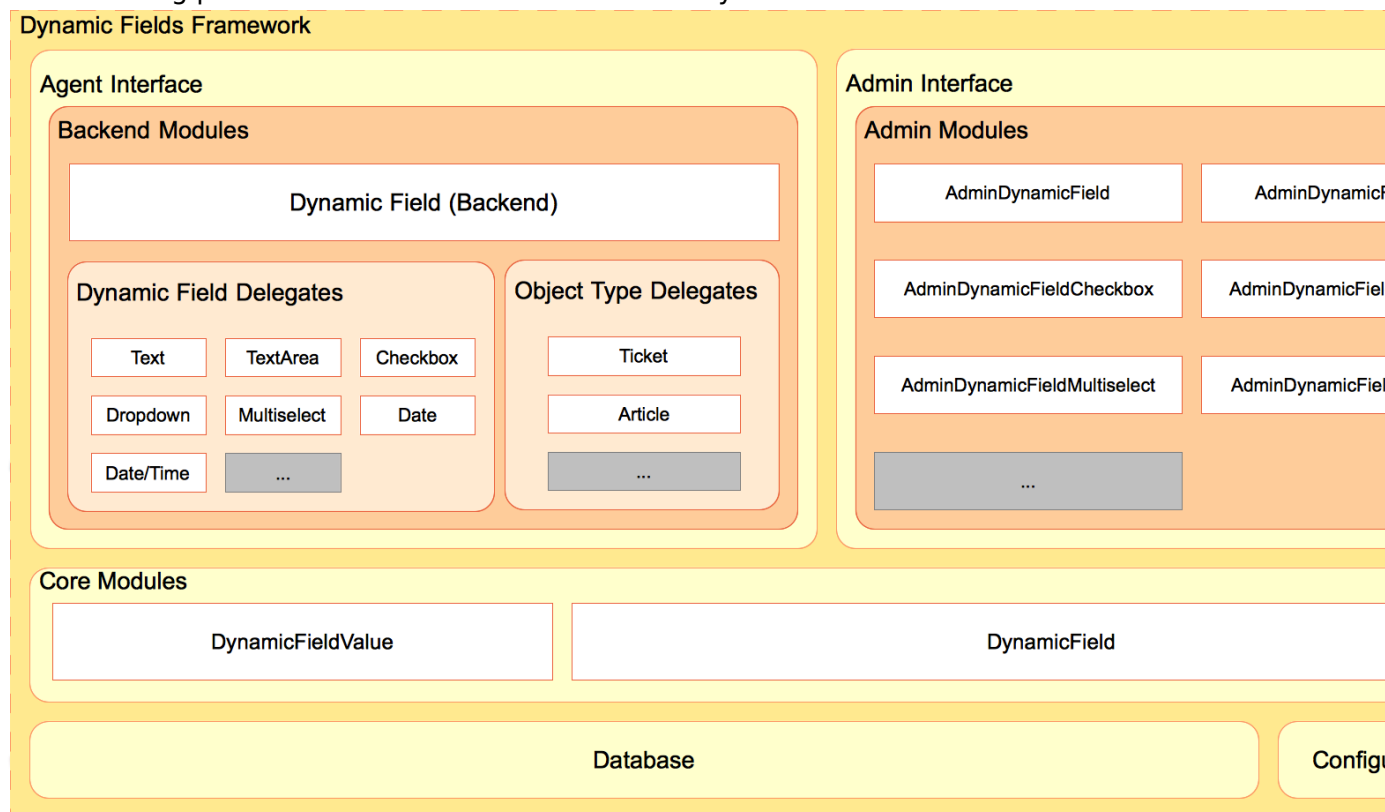 Dynamic Fields Framework
Agent Interface
Backend Modules
Dynamic Field (Backend)
Dynamic Field Delegates
Text TextArea Checkbox
Dropdown Multiselect Date
Date/Time ...
Object Type Delegates
Ticket
Article
...
Admin Interface
Admin Modules
AdminDynamicField
AdminDynamicFieldCheckbox
AdminDynamicFieldMultiselect
...
Core Modules
DynamicFieldValue DynamicField
Database